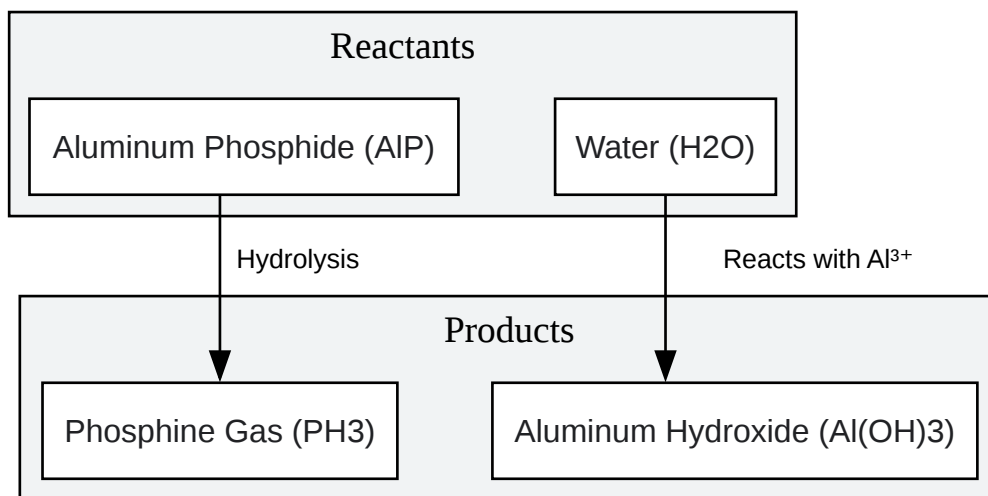 Reactants
Aluminum Phosphide (AlP)
Water (H2O)
Hydrolysis
Reacts with Al³⁺
Products
Phosphine Gas (PH3)
Aluminum Hydroxide (Al(OH)3)